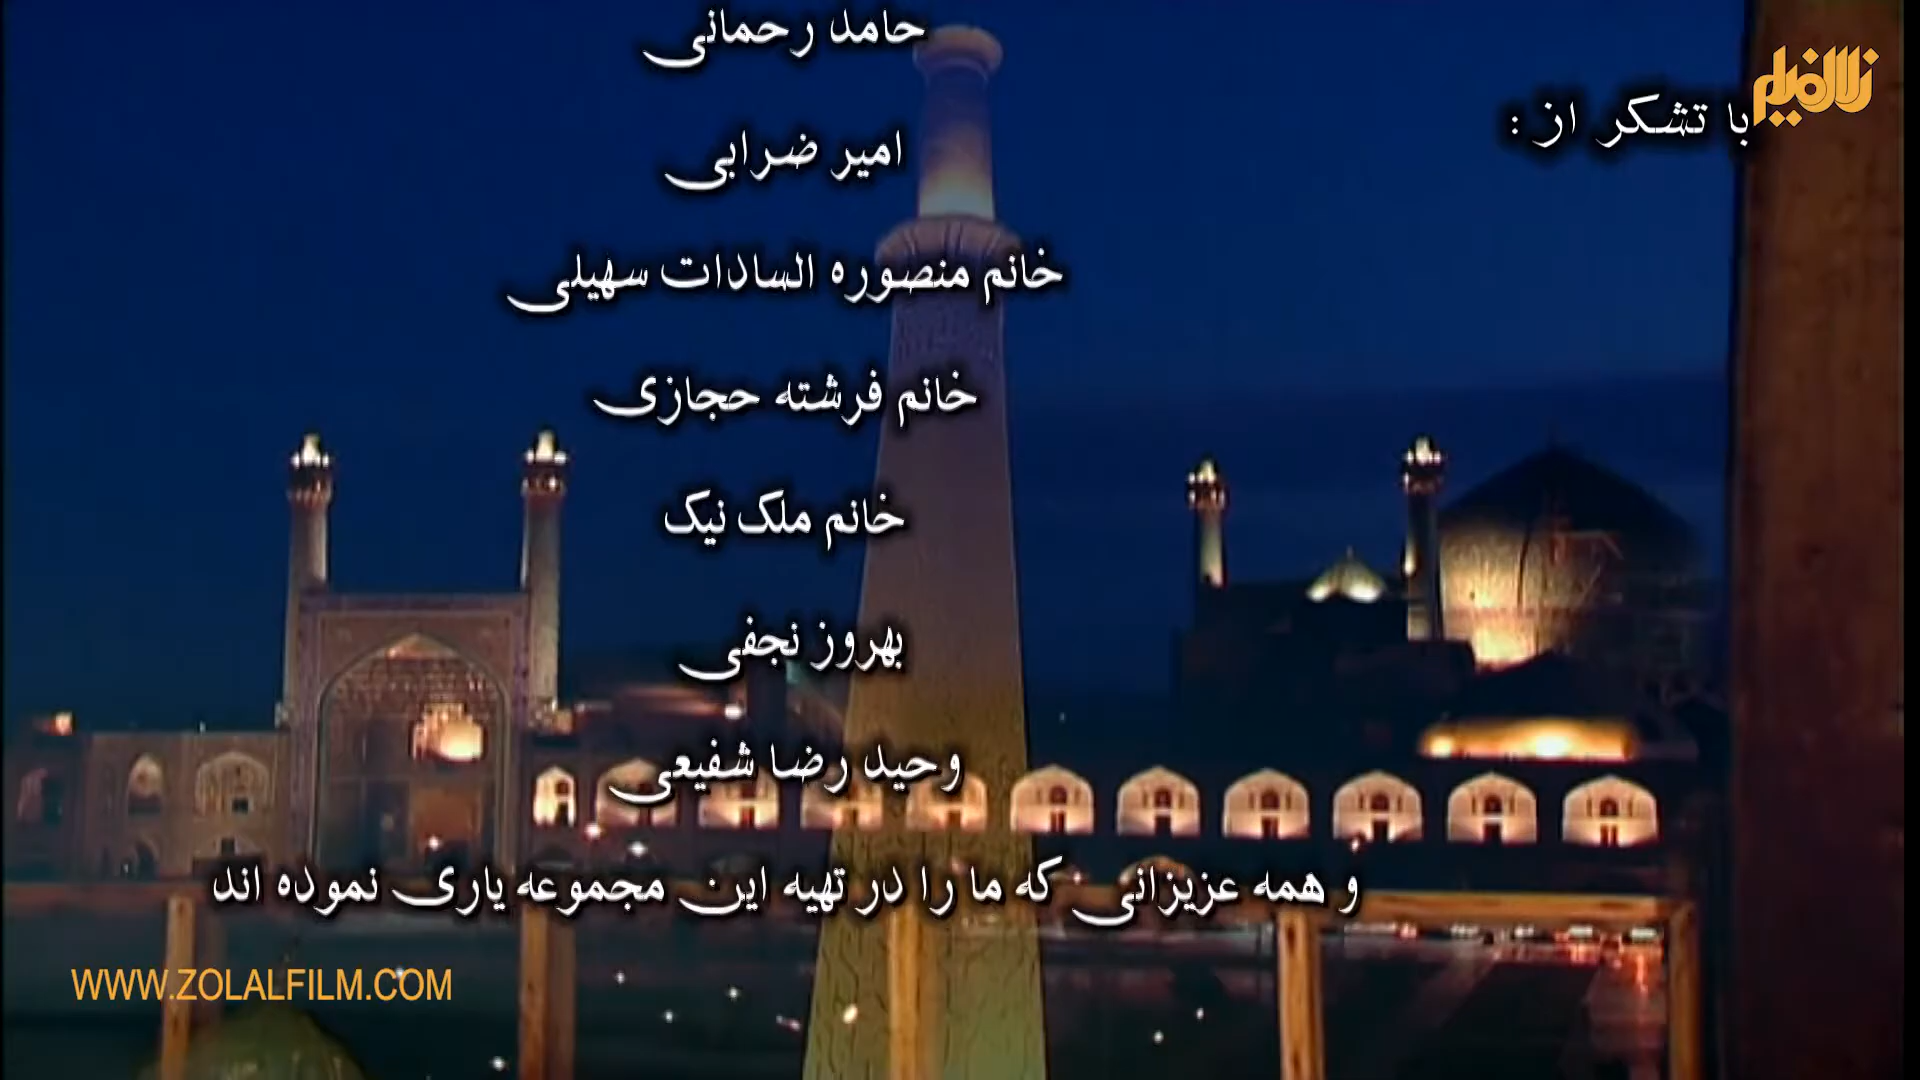 زلال فیلم
با تشکر از :
حامد رحمانی
امیر ضرابی
خانم منصوره السادات سهیلی
خانم فرشته حجازی
خانم ملک نیک
بهروز نجفی
وحید رضا شفیعی
و همه عزیزانی که ما را در تهیه این مجموعه یاری نموده اند
WWW.ZOLALFILM.COM